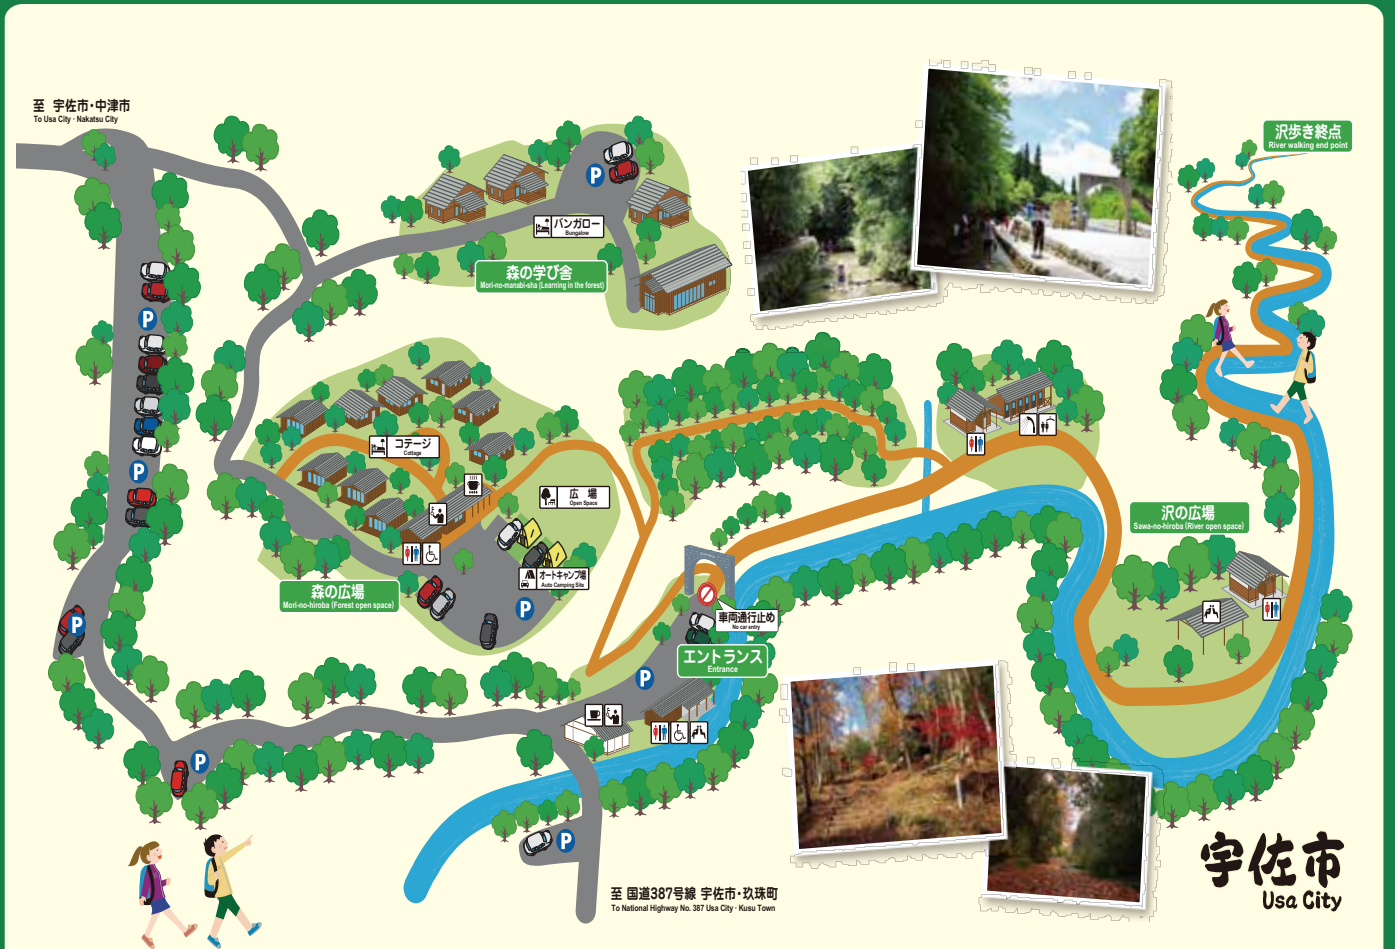 至 宇佐市・中津市
To Usa City · Nakatsu City
沢歩き終点
River walking end point
P
バンガロー
Bungalow
森の学び舎
Mori-no-manabi-sha (Learning in the forest)
P
コテージ
Cottage
広 場
Open Space
P
沢の広場
Sawa-no-hiroba (River open space)
オートキャンプ場
Auto Camping Site
森の広場
Mori-no-hiroba (Forest open space)
P
P
車両通行止め
No car entry
エントランス
Entrance
P
P
P
至 国道387号線 宇佐市・玖珠町
To National Highway No. 387 Usa City · Kusu Town
宇佐市
Usa City